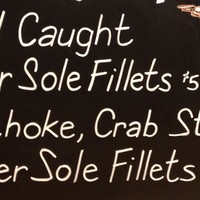 Caught
r Sole Fillets $5
hoke, Crab St
er Sole Fillets